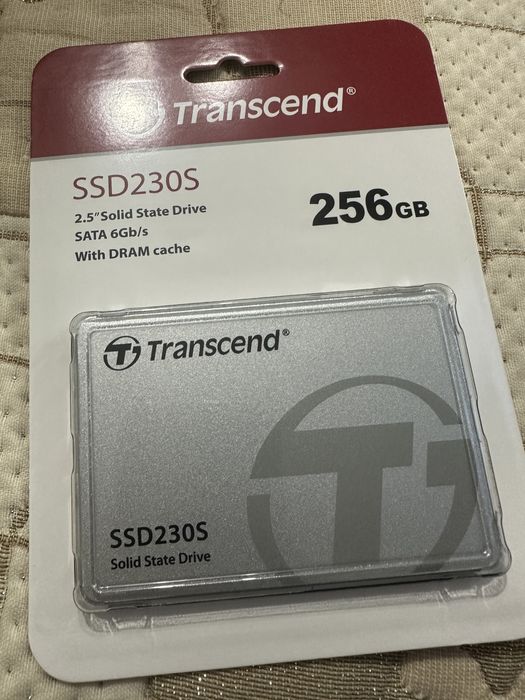 Transcend®
SSD230S
2.5" Solid State Drive
SATA 6Gb/s
With DRAM cache
256GB
Transcend®
SSD230S
Solid State Drive